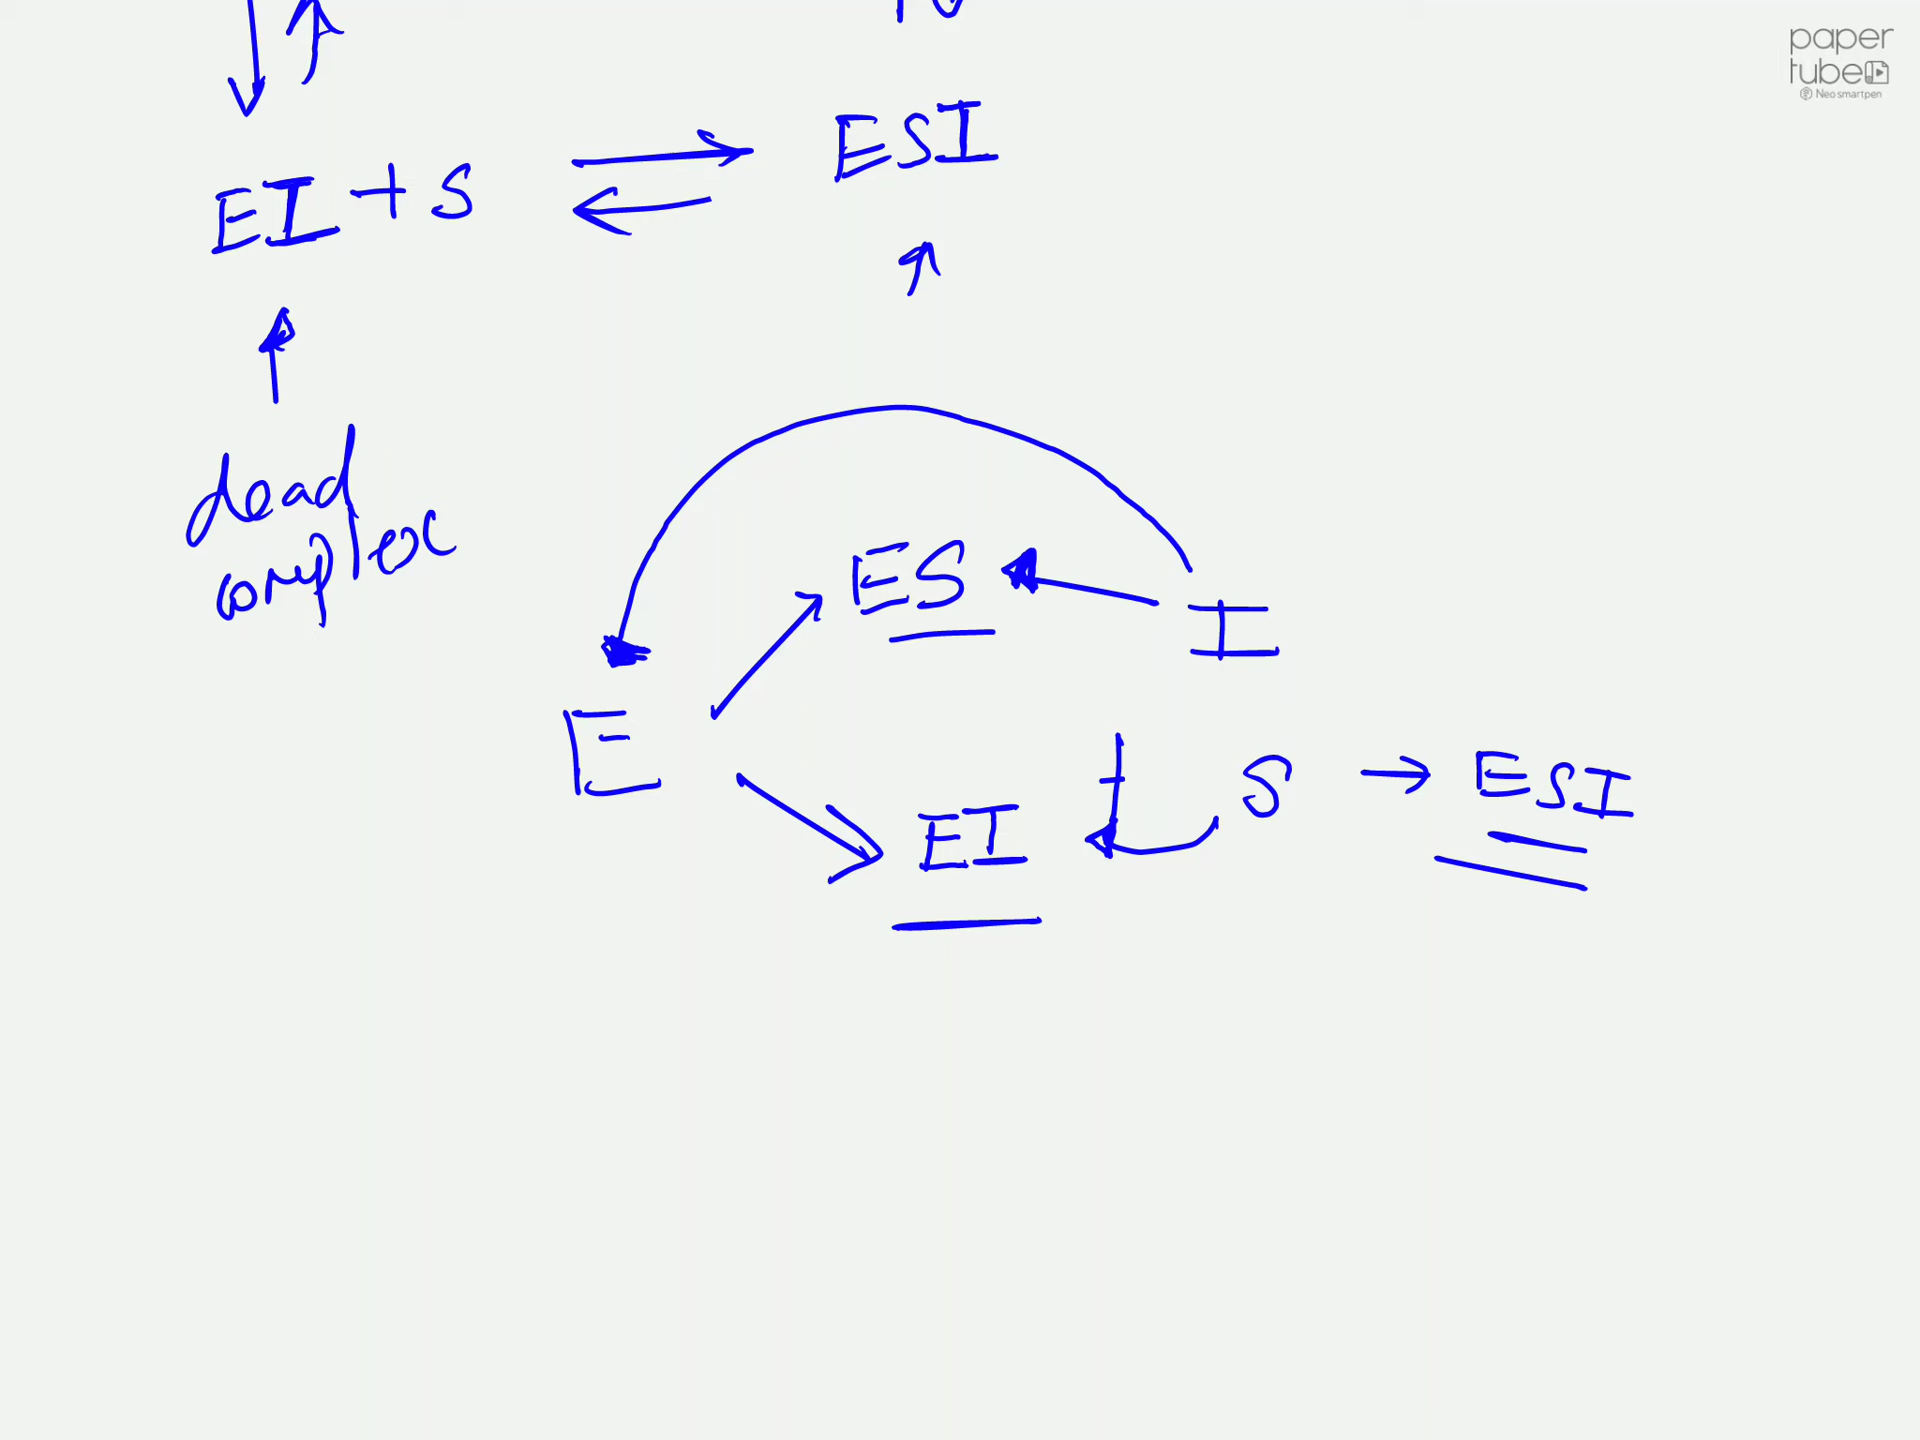 paper
tube
Neo smartpen
EI + S ⇌ ESI
dead
complex
ES
I
E
EI + S → ESI